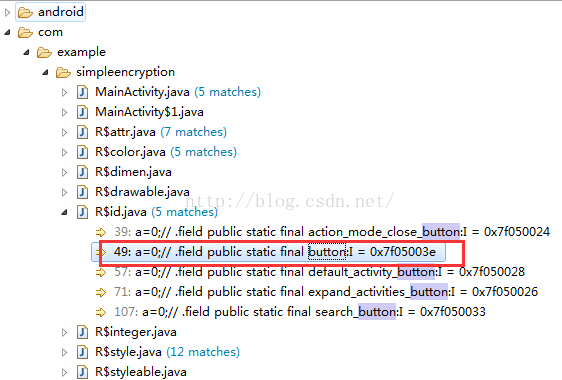 android
com
example
simpleencryption
MainActivity.java (5 matches)
MainActivity$1.java
R$attr.java (7 matches)
R$color.java (5 matches)
R$dimen.java
R$drawable.java
http://blog.csdn.net/
R$id.java (5 matches)
39: a=0;// .field public static final action_mode_close_button:I = 0x7f050024
49: a=0;// .field public static final button:I = 0x7f05003e
57: a=0;// .field public static final default_activity_button:I = 0x7f050028
71: a=0;// .field public static final expand_activities_button:I = 0x7f050026
107: a=0;// .field public static final search_button:I = 0x7f050033
R$integer.java
R$style.java (12 matches)
R$styleable.java